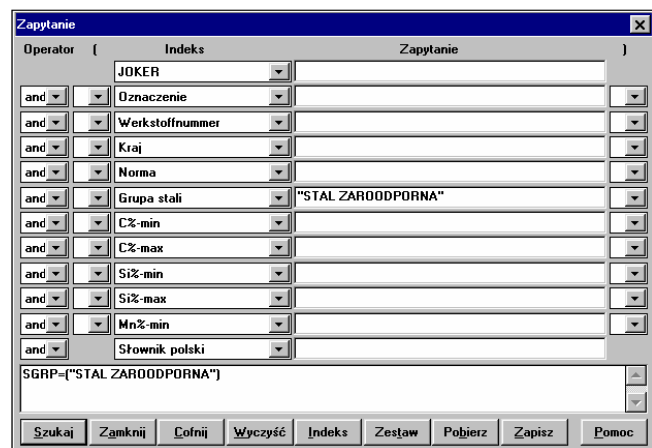 Zapytanie
Operator ( Indeks Zapytanie )
JOKER
and Oznaczenie
and Werkstoffnummer
and Kraj
and Norma
and Grupa stali "STAL ZAROODPORNA"
and C%-min
and C%-max
and Si%-min
and Si%-max
and Mn%-min
and Słownik polski
SGRP=("STAL ZAROODPORNA")
Szukaj Zamknij Cofnij Wyczyść Indeks Zestaw Pobierz Zapisz Pomoc